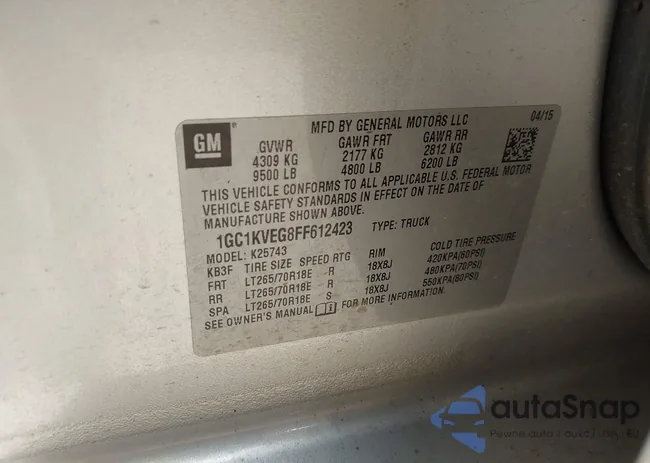 GM
MFD BY GENERAL MOTORS LLC 04/15
GVWR GAWR FRT GAWR RR
4309 KG 2177 KG 2812 KG
9500 LB 4800 LB 6200 LB
THIS VEHICLE CONFORMS TO ALL APPLICABLE U.S. FEDERAL MOTOR
VEHICLE SAFETY STANDARDS IN EFFECT ON THE DATE OF
MANUFACTURE SHOWN ABOVE.
1GC1KVEG8FF612423 TYPE: TRUCK
MODEL: K25743
KB3F TIRE SIZE SPEED RTG RIM COLD TIRE PRESSURE
FRT LT265/70R18E R 18X8J 420KPA(60PSI)
RR LT265/70R18E R 18X8J 480KPA(70PSI)
SPA LT265/70R18E S 18X8J 550KPA(80PSI)
SEE OWNER'S MANUAL FOR MORE INFORMATION.
autoSnap
Pewne auta / aukcj